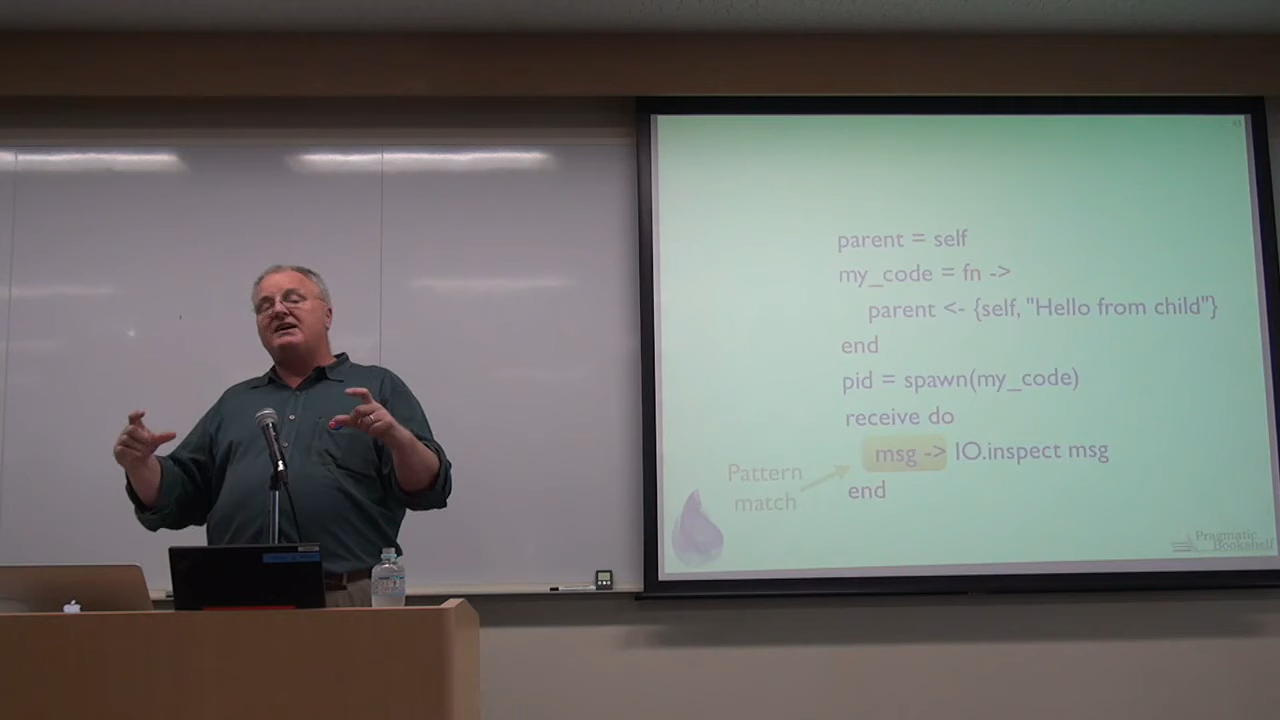 parent = self
my_code = fn ->
parent <- {self, "Hello from child"}
end
pid = spawn(my_code)
receive do
msg -> IO.inspect msg
end
Pattern
match
Pragmatic
Bookshelf